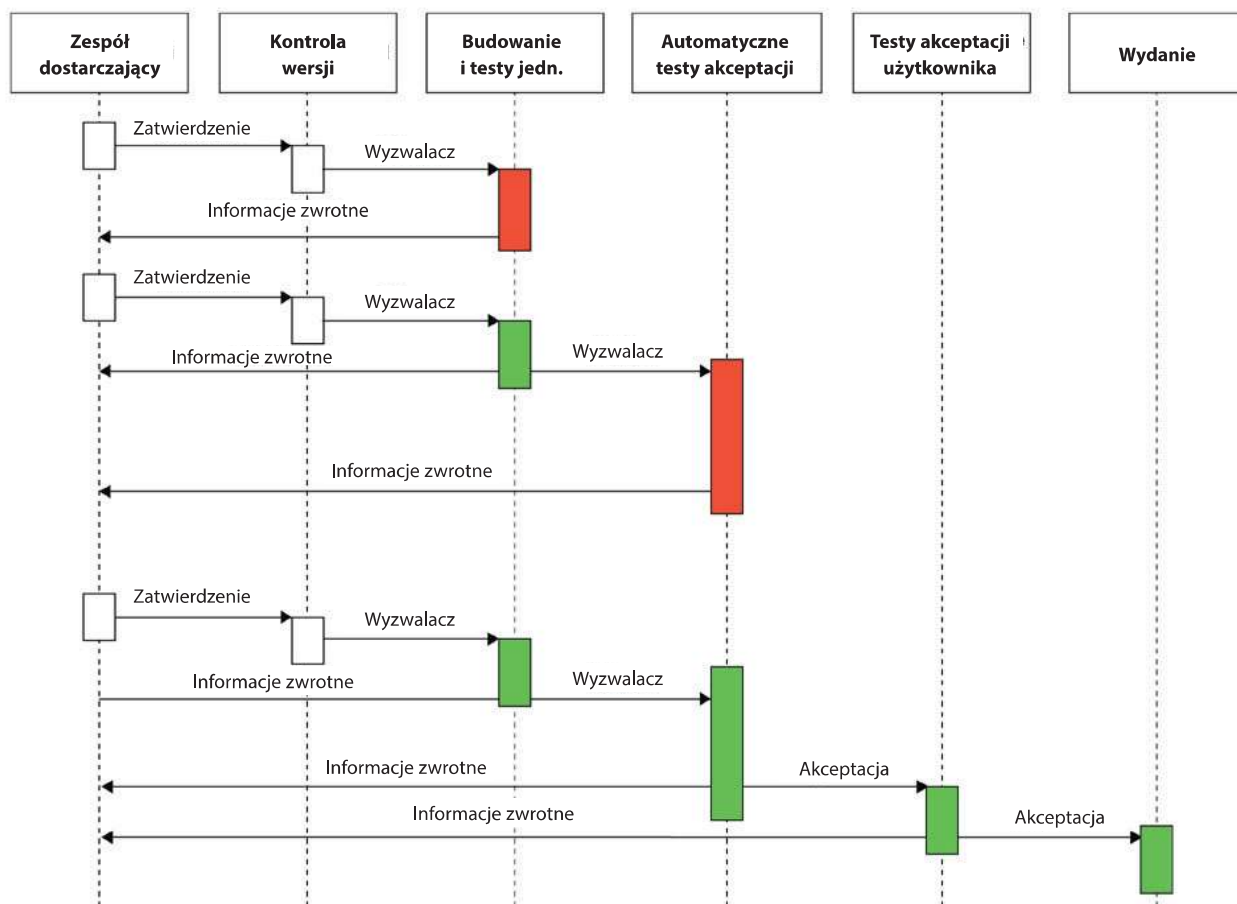 Zespół
dostarczający
Kontrola
wersji
Budowanie
i testy jedn.
Automatyczne
testy akceptacji
Testy akceptacji
użytkownika
Wydanie
Zatwierdzenie
Wyzwalacz
Informacje zwrotne
Zatwierdzenie
Wyzwalacz
Informacje zwrotne
Wyzwalacz
Informacje zwrotne
Zatwierdzenie
Wyzwalacz
Informacje zwrotne
Wyzwalacz
Informacje zwrotne
Akceptacja
Informacje zwrotne
Akceptacja